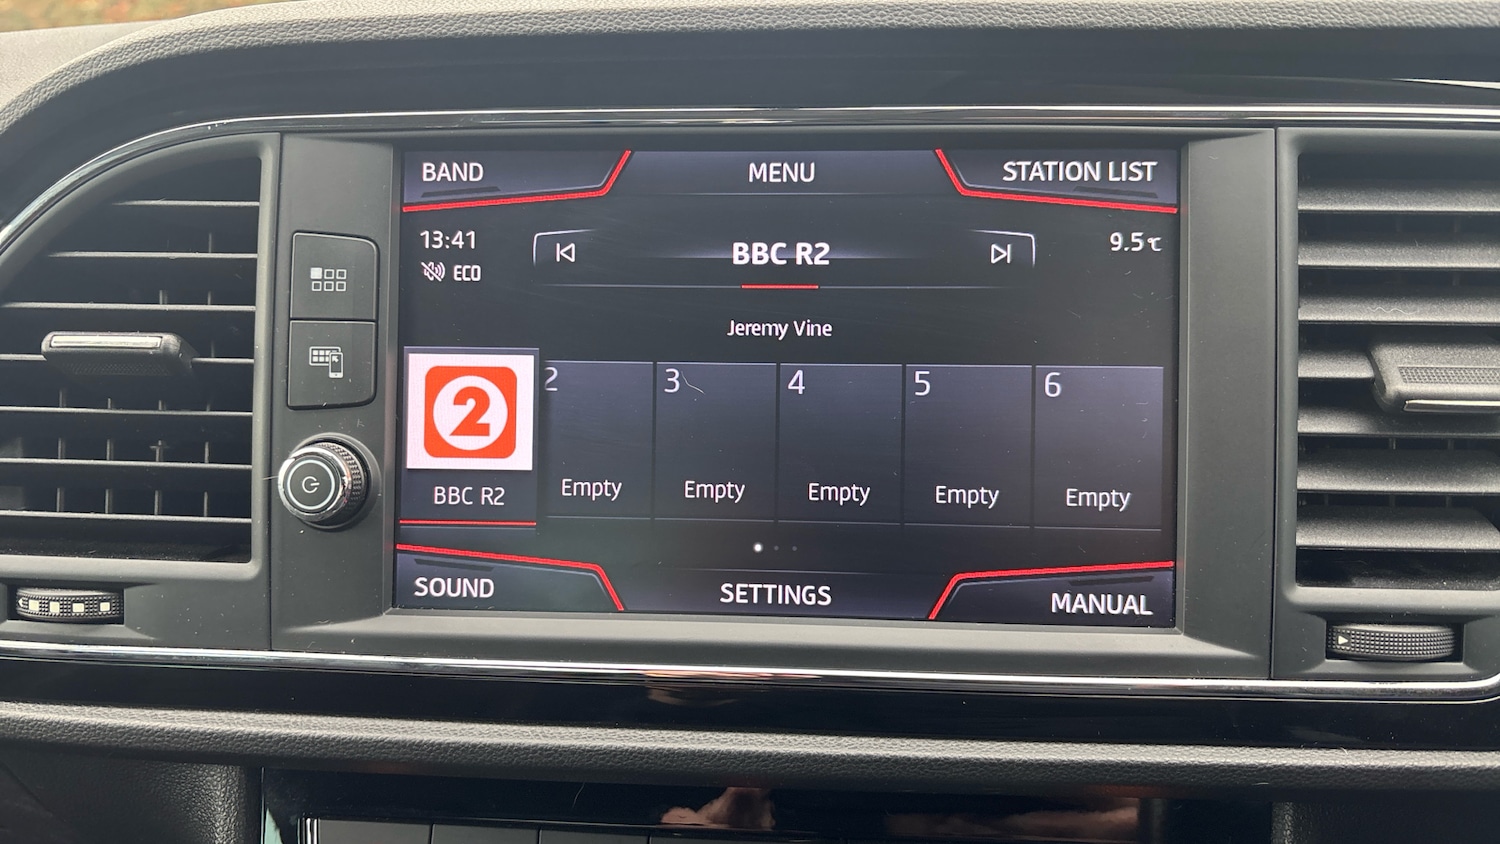 BAND MENU STATION LIST
13:41 BBC R2 9.5℃
ECO
Jeremy Vine
2 2 3 4 5 6
BBC R2 Empty Empty Empty Empty Empty
SOUND SETTINGS MANUAL